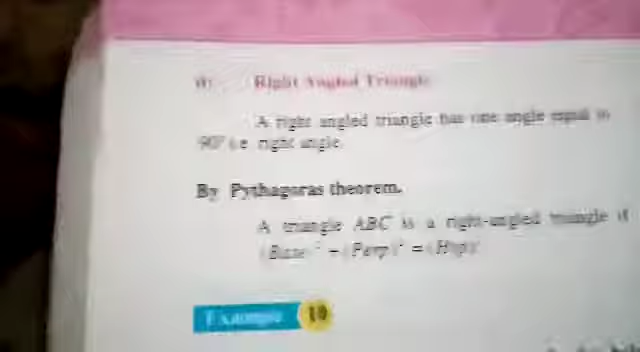 Right Angled Triangle
A right angled triangle has one angle equal to
90° i.e right angle.
By Pythagoras theorem.
A triangle ABC is a right-angled triangle if
(Base)² + (Perp)² = (Hyp)²
Example 10